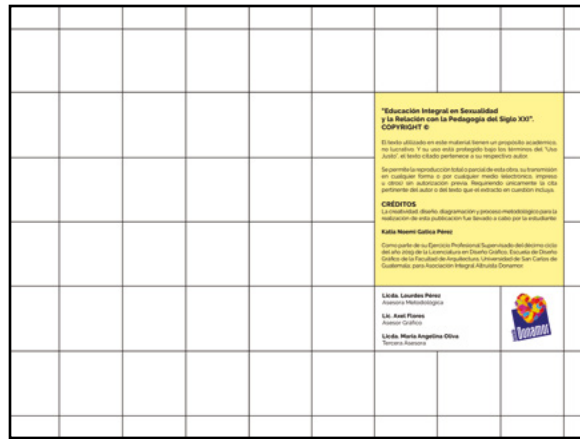 "Educación Integral en Sexualidad
y la Relación con la Pedagogía del Siglo XXI".
COPYRIGHT ©
El texto utilizado en este material tienen un propósito académico,
no lucrativo. Y su uso está protegido bajo los términos del "Uso
Justo", el texto citado pertenece a su respectivo autor.
Se permite la reproducción total o parcial de esta obra, su transmisión
en cualquier forma o por cualquier medio (electrónico, impreso
u otros) sin autorización previa. Requiriendo únicamente la cita
pertinente del autor o del texto que el extracto en cuestión incluya.
CRÉDITOS
La creatividad, diseño, diagramación y proceso metodológico para la
realización de esta publicación fue llevado a cabo por la estudiante:
Katia Noemi Gatica Pérez
Como parte de su Ejercicio Profesional Supervisado del décimo ciclo
del año 2019 de la Licenciatura en Diseño Gráfico, Escuela de Diseño
Gráfico de la Facultad de Arquitectura, Universidad de San Carlos de
Guatemala, para Asociación Integral Altruista Donamor.
Licda. Lourdes Pérez
Asesora Metodológica
Lic. Axel Flores
Asesor Gráfico
Licda. María Angelina Oliva
Tercera Asesora
Donamor